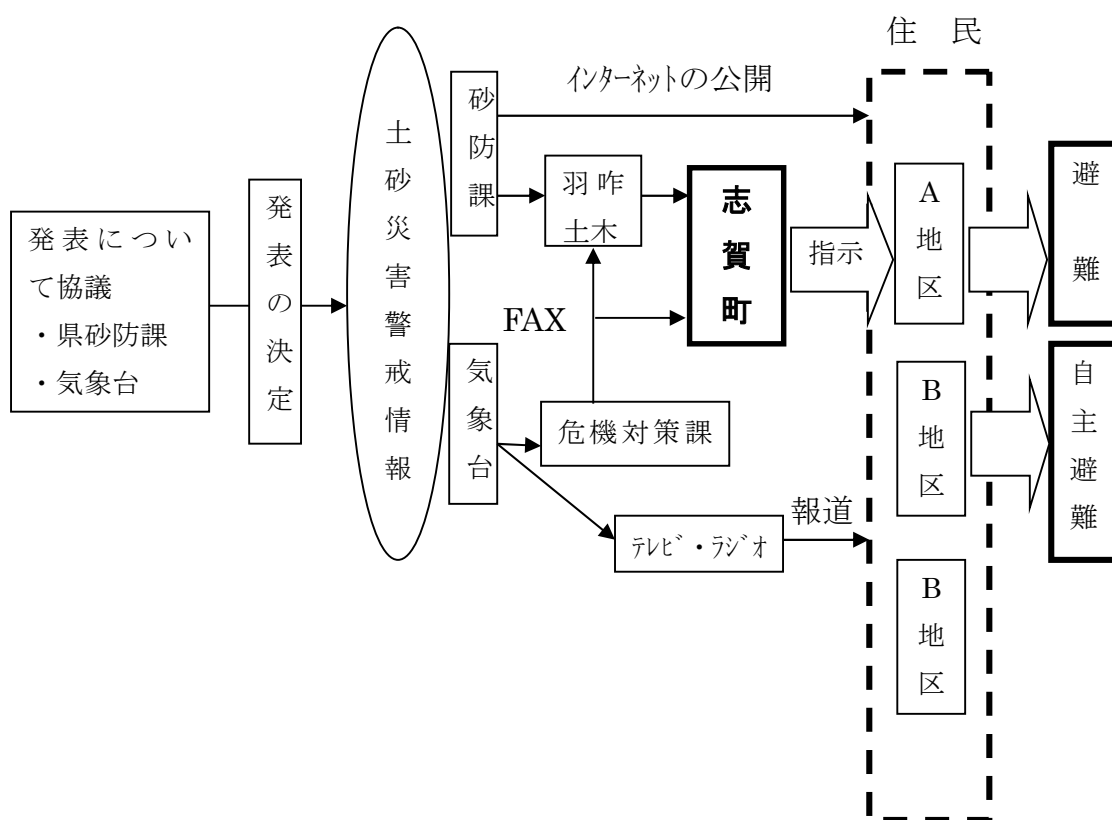 発表につい
て協議
・県砂防課
・気象台
発表の決定
土砂災害警戒情報
砂防課
気象台
インターネットの公開
羽咋
土木
FAX
危機対策課
テレビ・ラジオ
報道
志賀町
指示
住　民
A
地
区
B
地
区
B
地
区
避難
自主避難